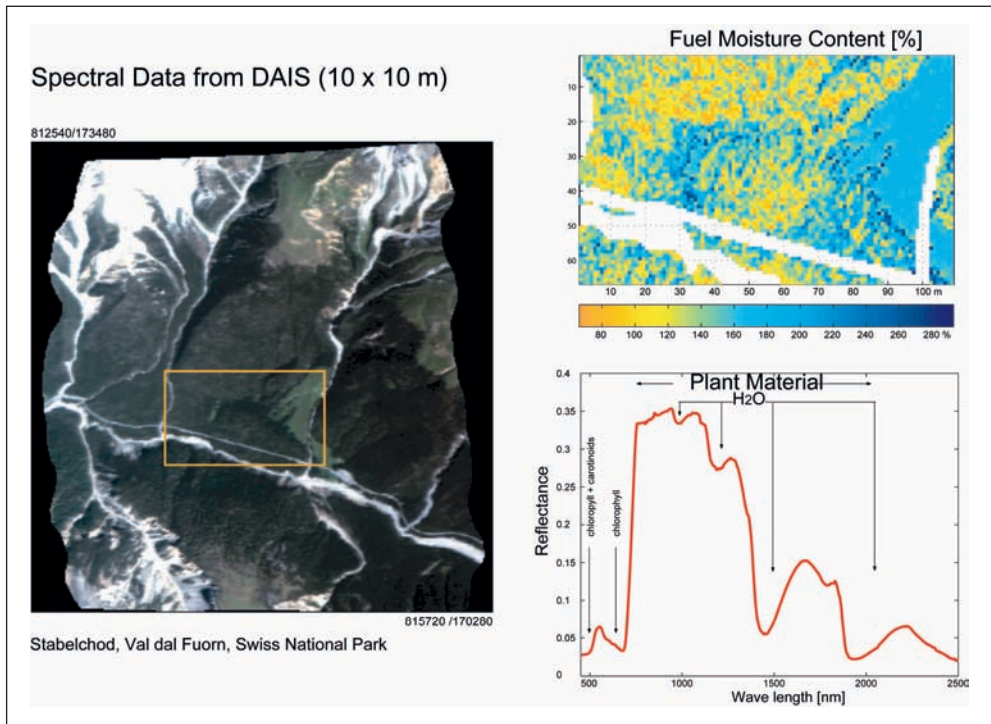 Spectral Data from DAIS (10 x 10 m)
812540/173480
815720 /170280
Stabelchod, Val dal Fuorn, Swiss National Park
Fuel Moisture Content [%]
10
20
30
40
50
60
10 20 30 40 50 60 70 80 90 100 m
80 100 120 140 160 180 200 220 240 260 280 %
Plant Material
H2O
chloropyll + carotinoids
chlorophyll
Reflectance
0.4
0.35
0.3
0.25
0.2
0.15
0.1
0.05
0
500 1000 1500 2000 2500
Wave length [nm]